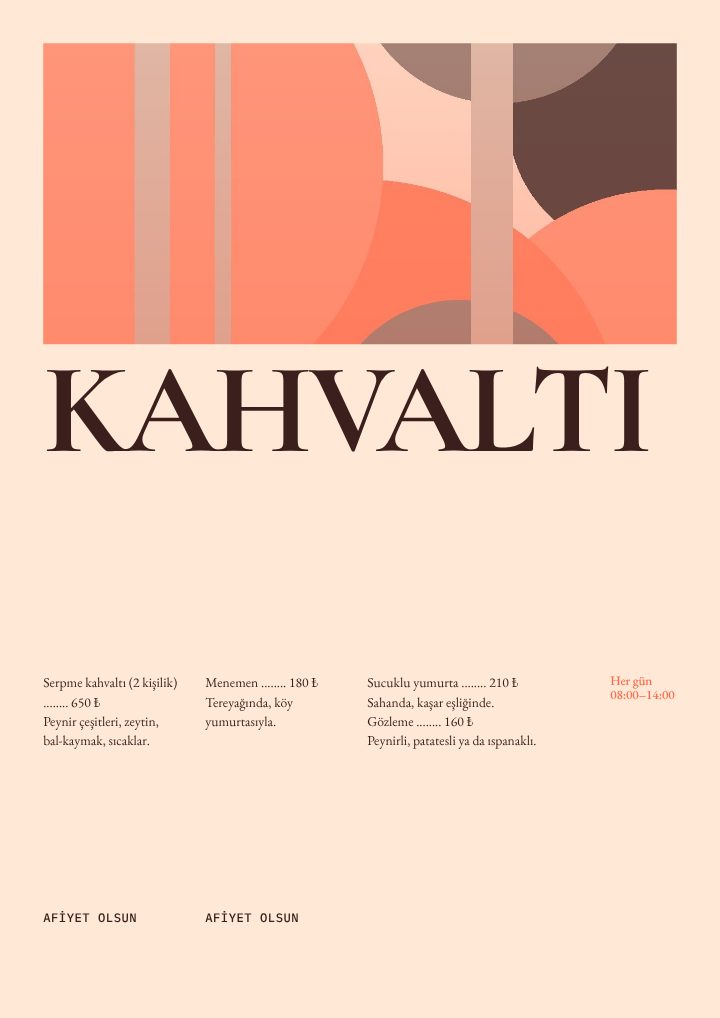 KAHVALTI
Serpme kahvaltı (2 kişilik)
........ 650 ₺
Peynir çeşitleri, zeytin,
bal-kaymak, sıcaklar.
Menemen ........ 180 ₺
Tereyağında, köy
yumurtasıyla.
Sucuklu yumurta ........ 210 ₺
Sahanda, kaşar eşliğinde.
Gözleme ........ 160 ₺
Peynirli, patatesli ya da ıspanaklı.
Her gün
08:00–14:00
AFİYET OLSUN
AFİYET OLSUN